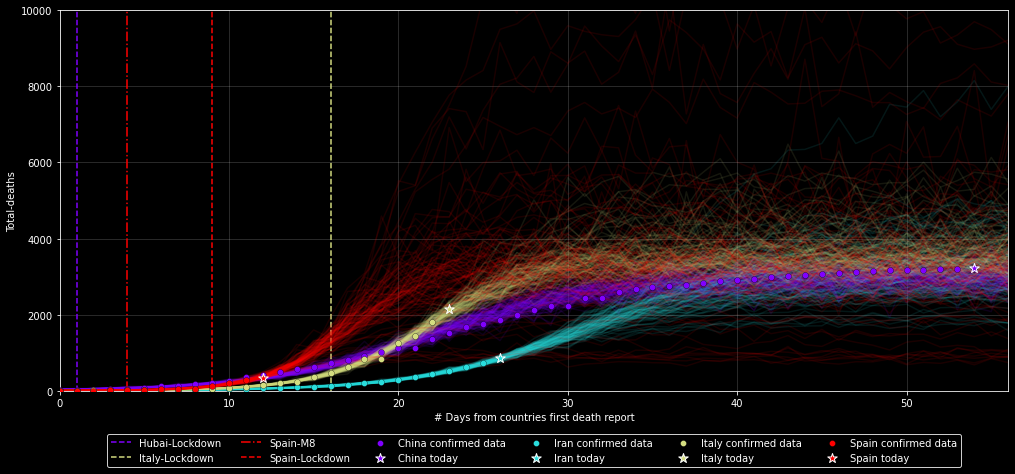 10000
8000
6000
4000
2000
0
Total-deaths
0 10 20 30 40 50
# Days from countries first death report
Hubai-Lockdown Spain-M8 China confirmed data Iran confirmed data Italy confirmed data Spain confirmed data
Italy-Lockdown Spain-Lockdown China today Iran today Italy today Spain today